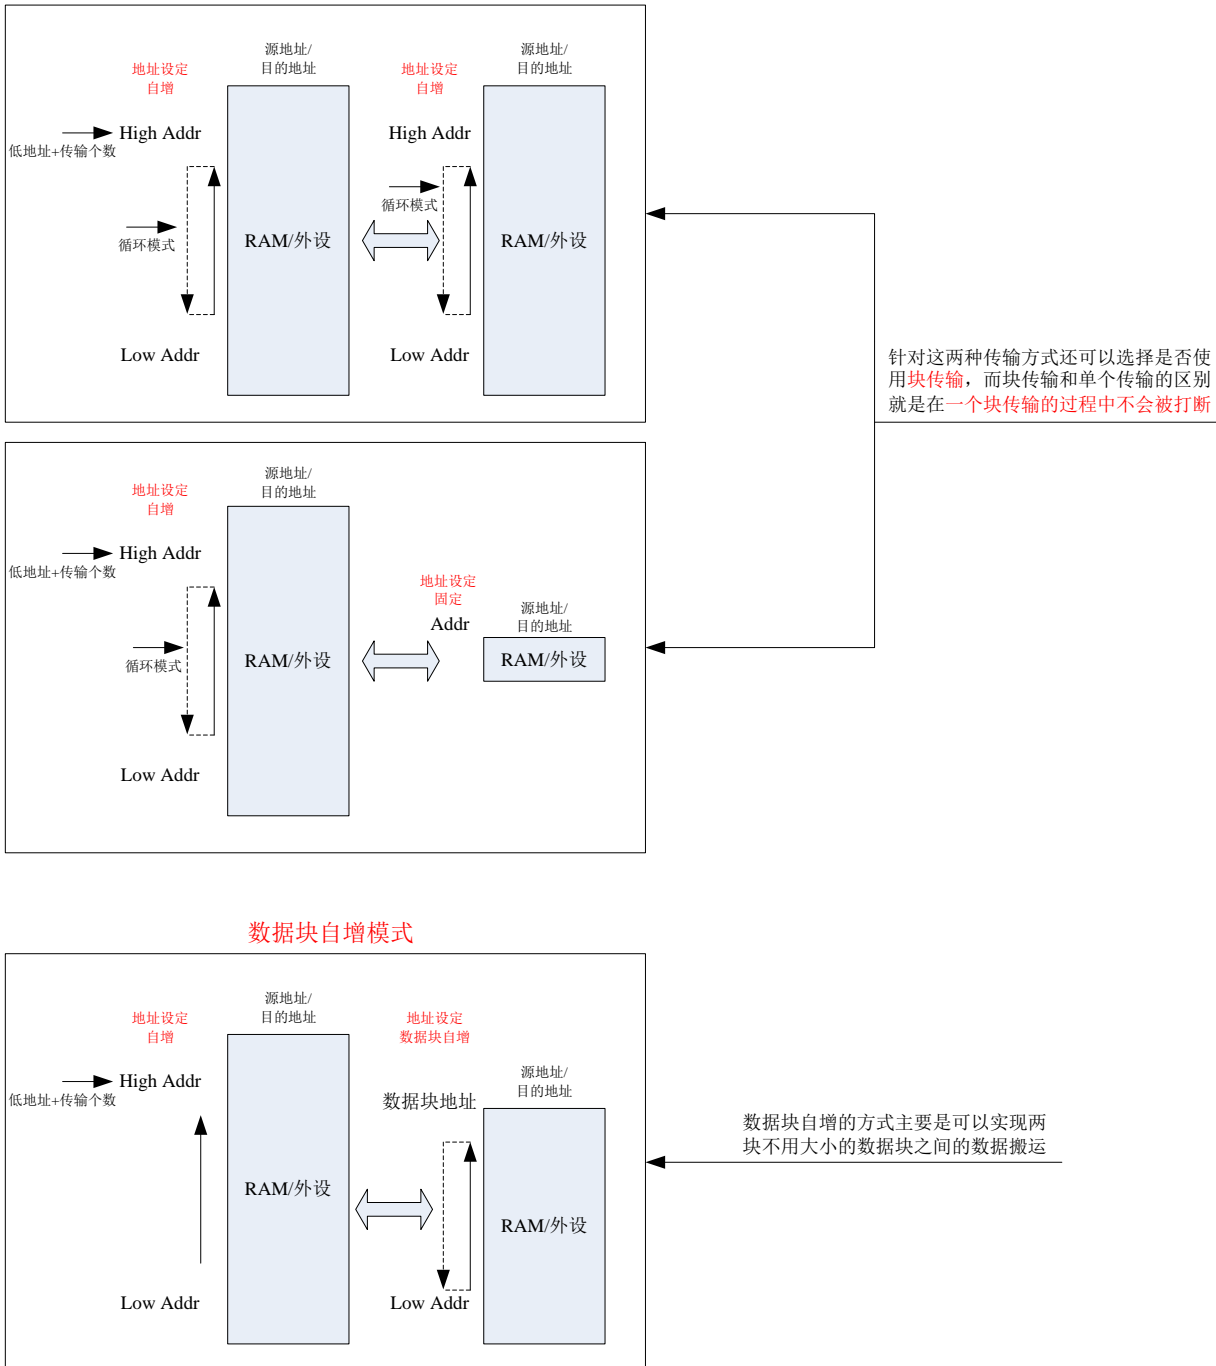 源地址/
目的地址
源地址/
目的地址
地址设定
自增
地址设定
自增
High Addr
High Addr
低地址+传输个数
循环模式
循环模式
RAM/外设
RAM/外设
Low Addr
Low Addr
针对这两种传输方式还可以选择是否使
用块传输，而块传输和单个传输的区别
就是在一个块传输的过程中不会被打断
源地址/
目的地址
地址设定
自增
High Addr
低地址+传输个数
地址设定
固定
Addr
源地址/
目的地址
循环模式
RAM/外设
RAM/外设
Low Addr
数据块自增模式
源地址/
目的地址
地址设定
自增
地址设定
数据块自增
High Addr
低地址+传输个数
源地址/
目的地址
数据块地址
数据块自增的方式主要是可以实现两
块不用大小的数据块之间的数据搬运
RAM/外设
RAM/外设
Low Addr
Low Addr